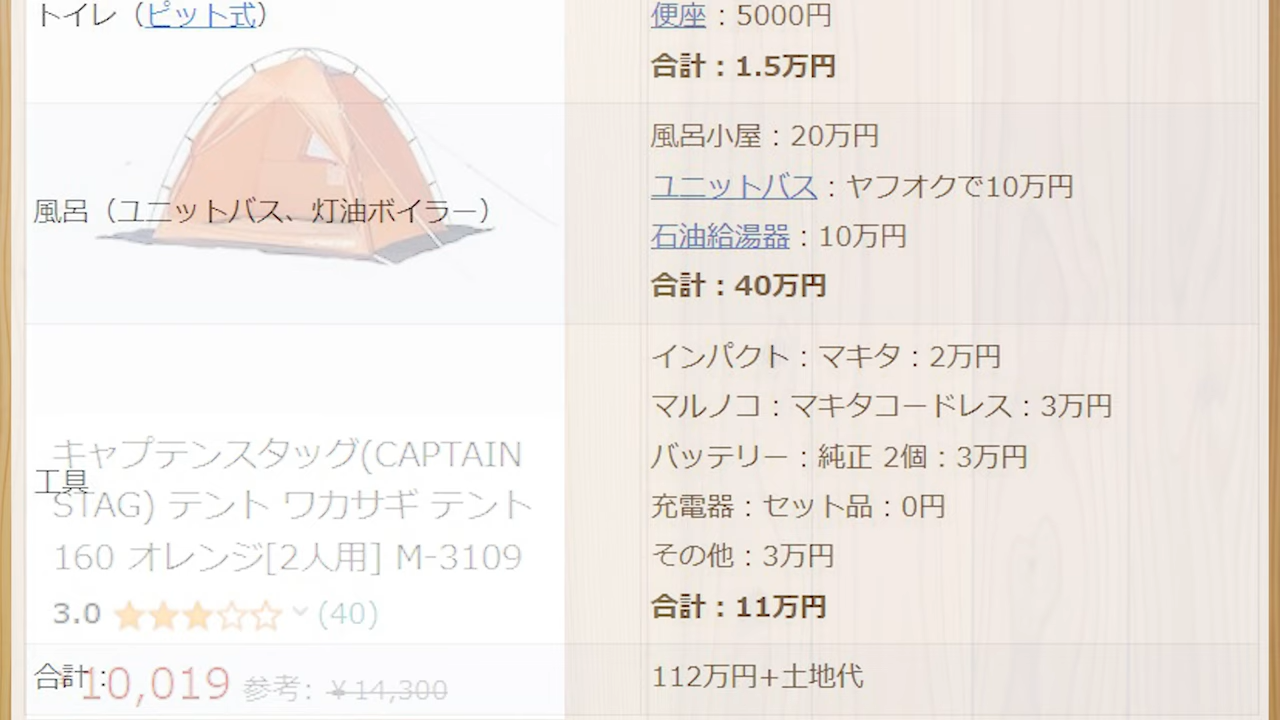 トイレ（ピット式）
便座：5000円
合計：1.5万円
風呂（ユニットバス、灯油ボイラー）
風呂小屋：20万円
ユニットバス：ヤフオクで10万円
石油給湯器：10万円
合計：40万円
工具
インパクト：マキタ：2万円
マルノコ：マキタコードレス：3万円
バッテリー：純正 2個：3万円
充電器：セット品：0円
その他：3万円
合計：11万円
キャプテンスタッグ(CAPTAIN
STAG) テント ワカサギ テント
160 オレンジ[2人用] M-3109
3.0 (40)
10,019 参考: ￥14,300
合計：
112万円+土地代